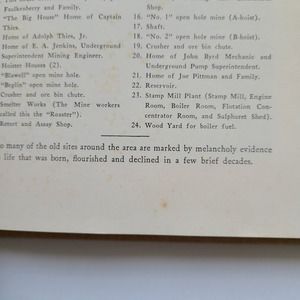 Faulkenberry and Family.
"The Big House" Home of Captain
Thies.
Home of Adolph Thies, Jr.
Home of E. A. Jenkins, Underground
Superintendent Mining Engineer.
Hoister Houses (2).
"Blewell" open mine hole.
"Beglin" open mine hole.
Crusher and ore bin chute.
Smelter Works (The Mine workers
called this the "Roaster").
Retort and Assay Shop.
16. "No. 1" open hole mine (A-hoist).
17. Shaft.
18. "No. 2" open hole mine (B-hoist).
19. Crusher and ore bin chute.
20. Home of John Byrd Mechanic and
Underground Pump Superintendent.
21. Home of Joe Pittman and Family.
22. Reservoir.
23. Stamp Mill Plant (Stamp Mill, Engine
Room, Boiler Room, Flotation Con-
centrator Room, and Sulphuret Shed).
24. Wood Yard for boiler fuel.
so many of the old sites around the area are marked by melancholy evidence
life that was born, flourished and declined in a few brief decades.